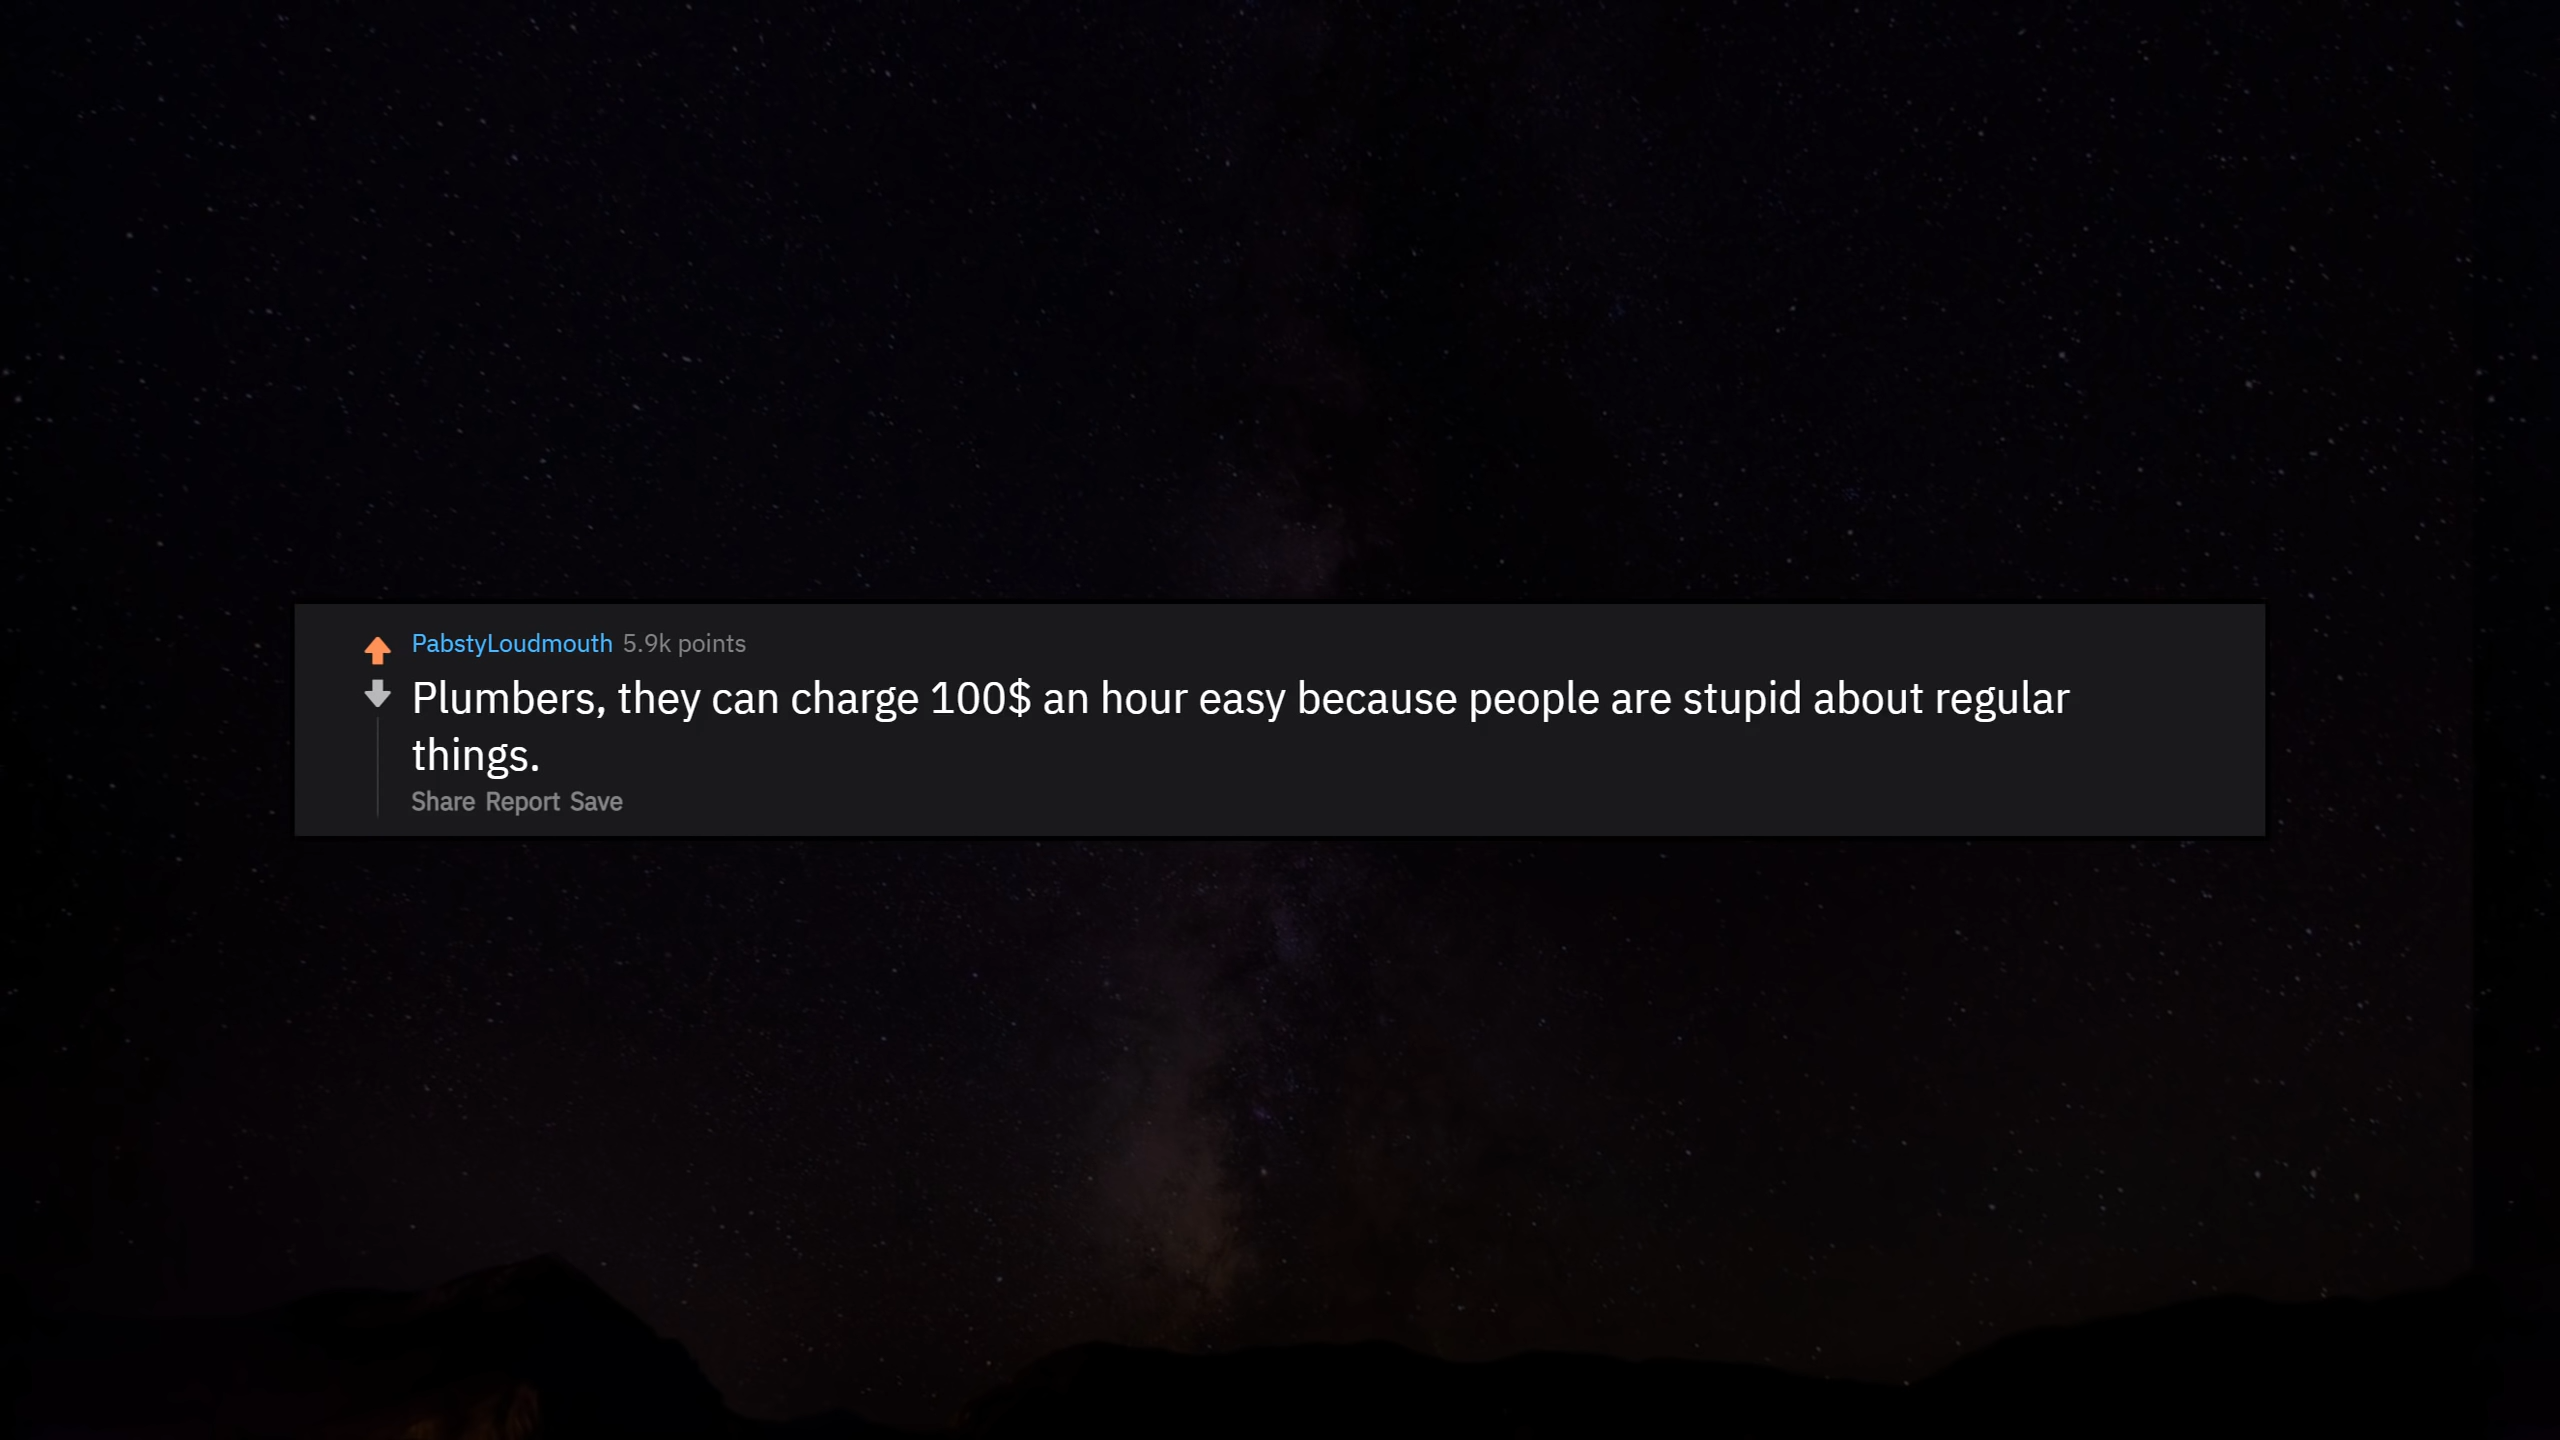 PabstyLoudmouth 5.9k points
Plumbers, they can charge 100$ an hour easy because people are stupid about regular
things.
Share Report Save